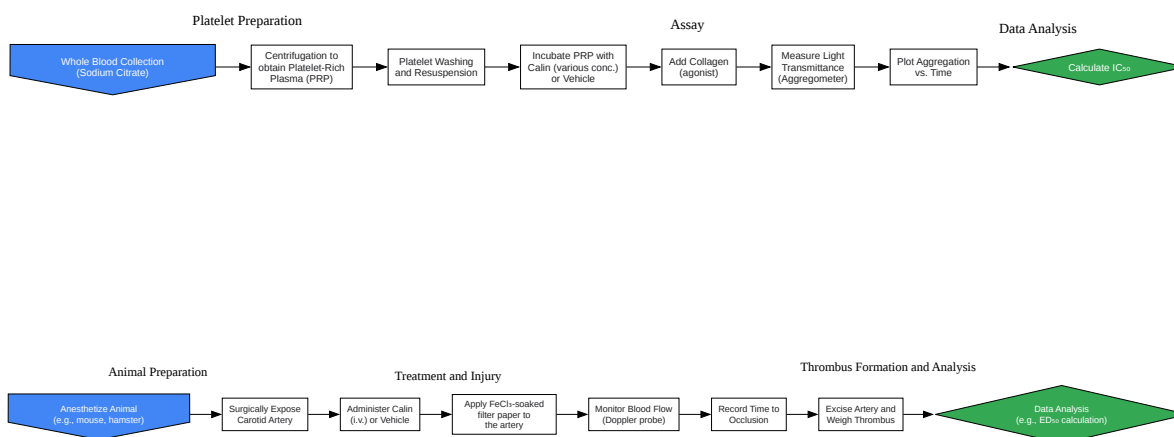 Platelet Preparation
Assay
Data Analysis
Whole Blood Collection
(Sodium Citrate)
Centrifugation to
obtain Platelet-Rich
Plasma (PRP)
Platelet Washing
and Resuspension
Incubate PRP with
Calin (various conc.)
or Vehicle
Add Collagen
(agonist)
Measure Light
Transmittance
(Aggregometer)
Plot Aggregation
vs. Time
Calculate IC₅₀
Animal Preparation
Treatment and Injury
Thrombus Formation and Analysis
Anesthetize Animal
(e.g., mouse, hamster)
Surgically Expose
Carotid Artery
Administer Calin
(i.v.) or Vehicle
Apply FeCl₃-soaked
filter paper to
the artery
Monitor Blood Flow
(Doppler probe)
Record Time to
Occlusion
Excise Artery and
Weigh Thrombus
Data Analysis
(e.g., ED₅₀ calculation)